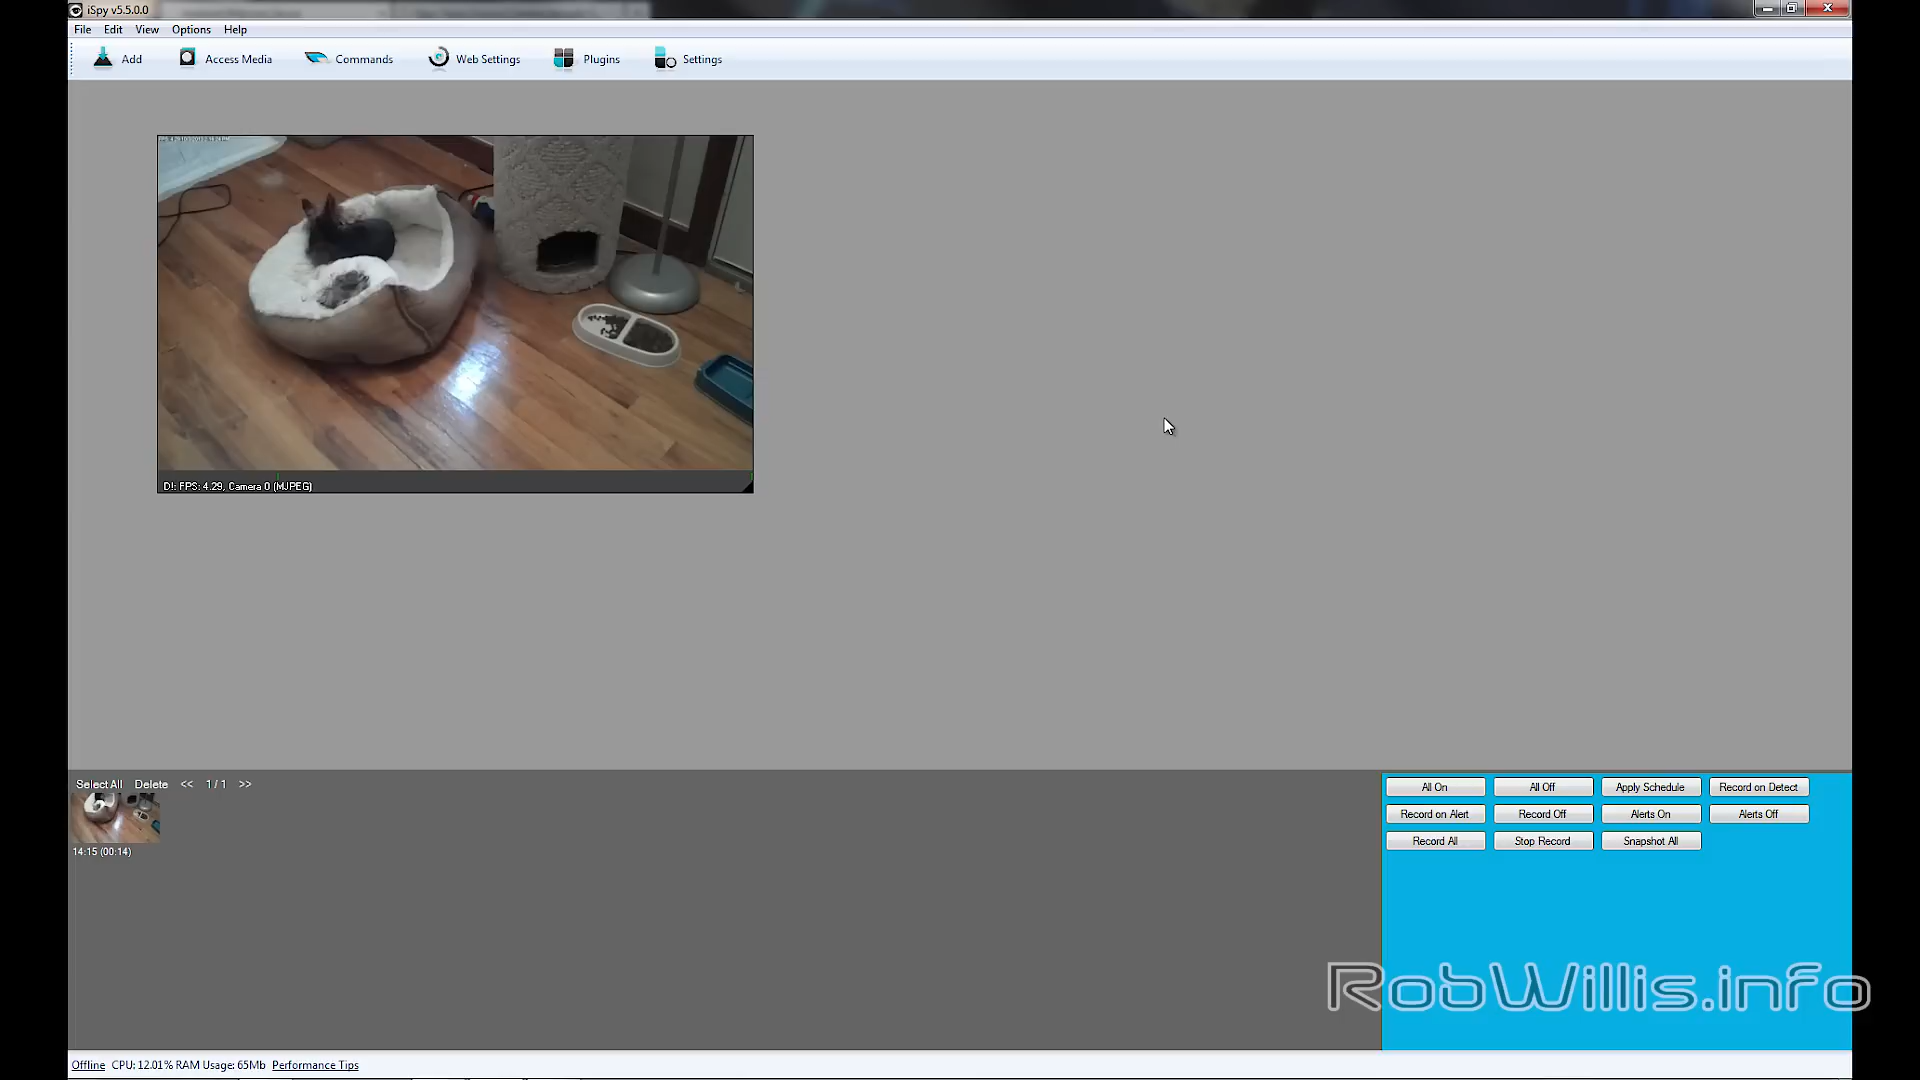 iSpy v5.5.0.0
File Edit View Options Help
Add Access Media Commands Web Settings Plugins Settings
D!: FPS: 4.29, Camera 0 (MJPEG)
Select All Delete << 1 / 1 >>
14:15 (00:14)
All On All Off Apply Schedule Record on Detect
Record on Alert Record Off Alerts On Alerts Off
Record All Stop Record Snapshot All
RobWillis.info
Offline CPU: 12.01% RAM Usage: 65Mb Performance Tips